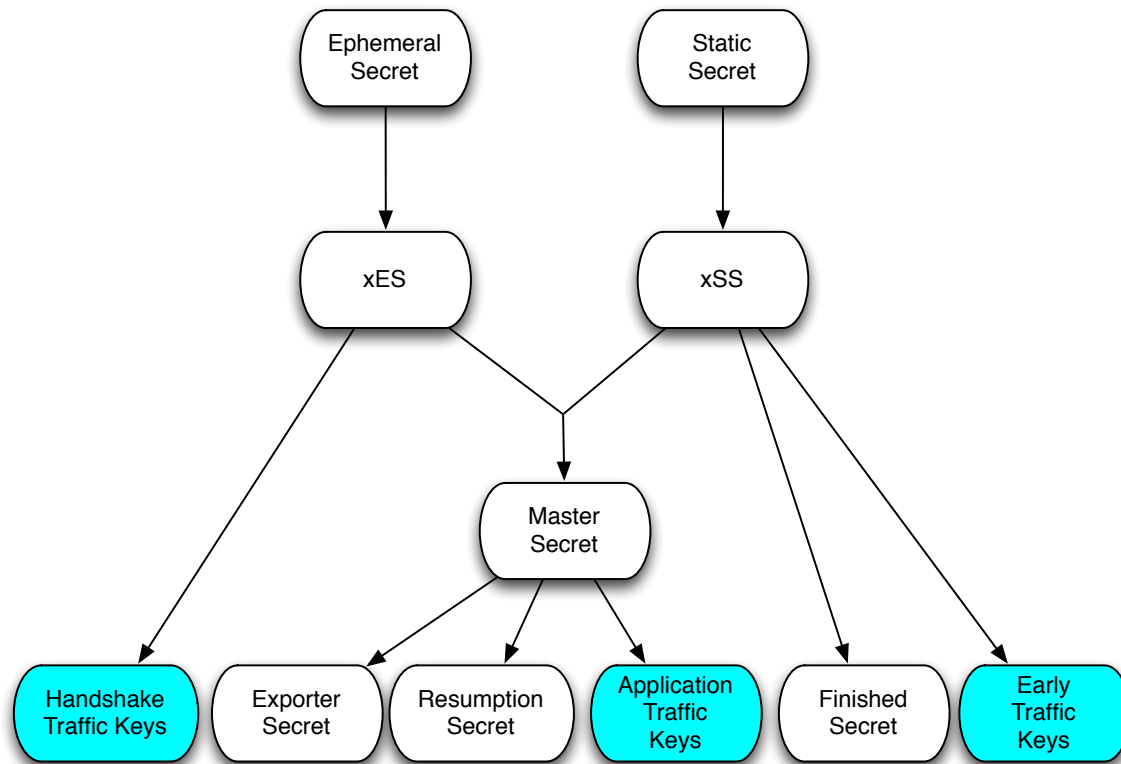 Ephemeral
Secret
Static
Secret
xES
xSS
Master
Secret
Handshake
Traffic Keys
Exporter
Secret
Resumption
Secret
Application
Traffic
Keys
Finished
Secret
Early
Traffic
Keys